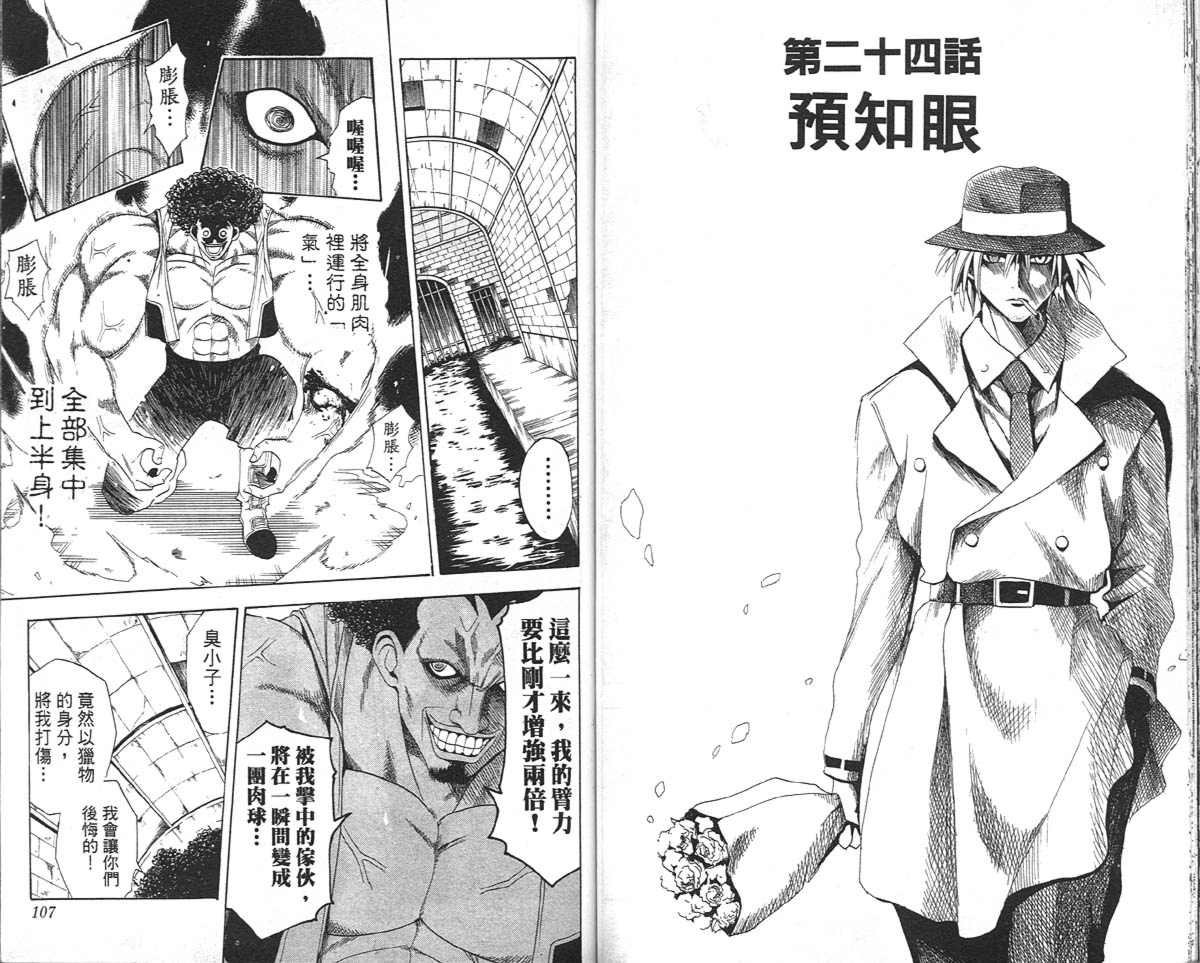 第二十四話
預知眼
………
喔喔喔…
膨脹…
將全身肌肉
裡運行的「
氣」…
膨脹
膨脹…
全部集中
到上半身！
這麼一來，我的臂力
要比剛才增強兩倍！
被我擊中的傢伙，
將在一瞬間變成
一團肉球…
臭小子…
竟然以獵物
的身分，
將我打傷…
我會讓你們
後悔的！
107